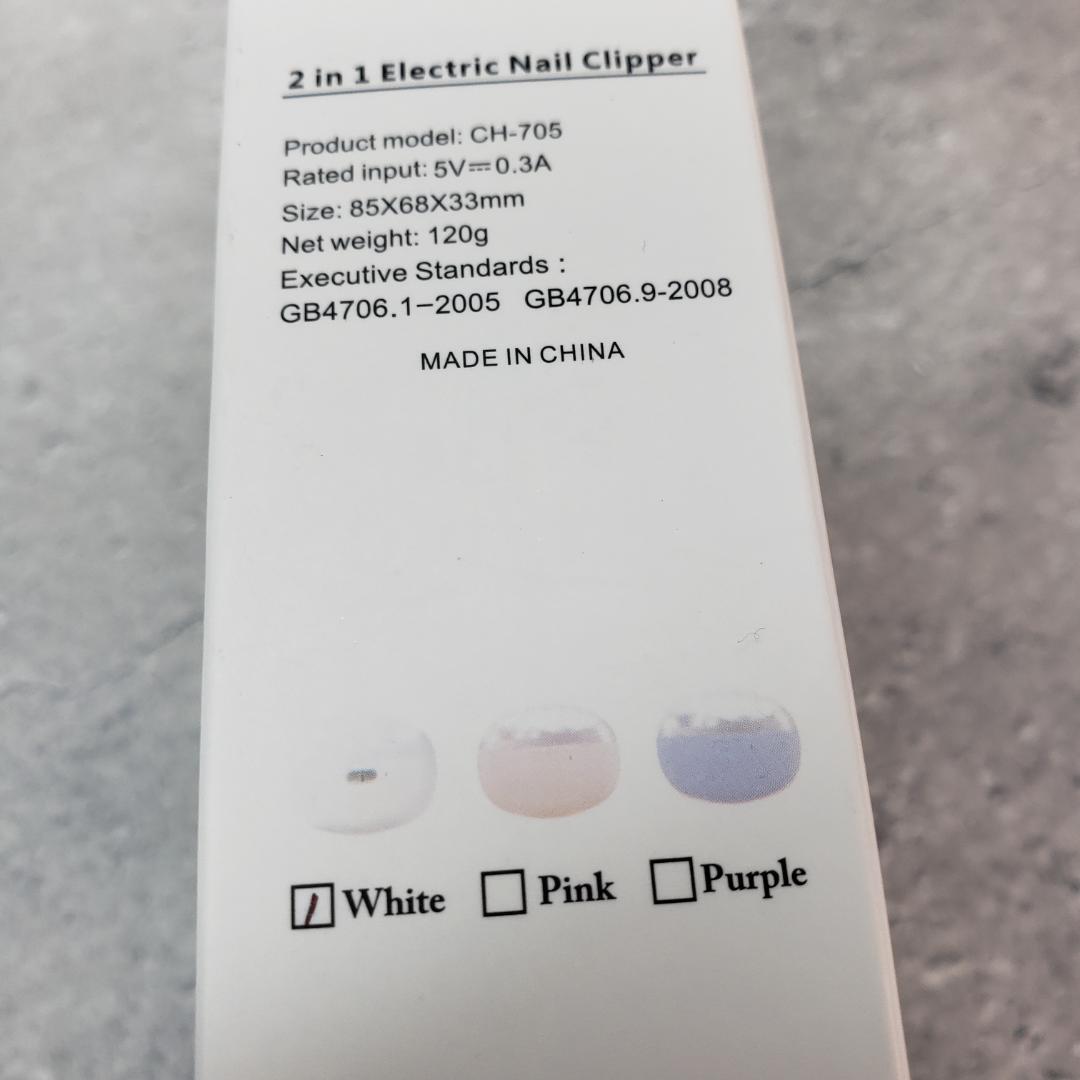 2 in 1 Electric Nail Clipper
Product model: CH-705
Rated input: 5V⎓0.3A
Size: 85X68X33mm
Net weight: 120g
Executive Standards :
GB4706.1−2005 GB4706.9-2008
MADE IN CHINA
White Pink Purple